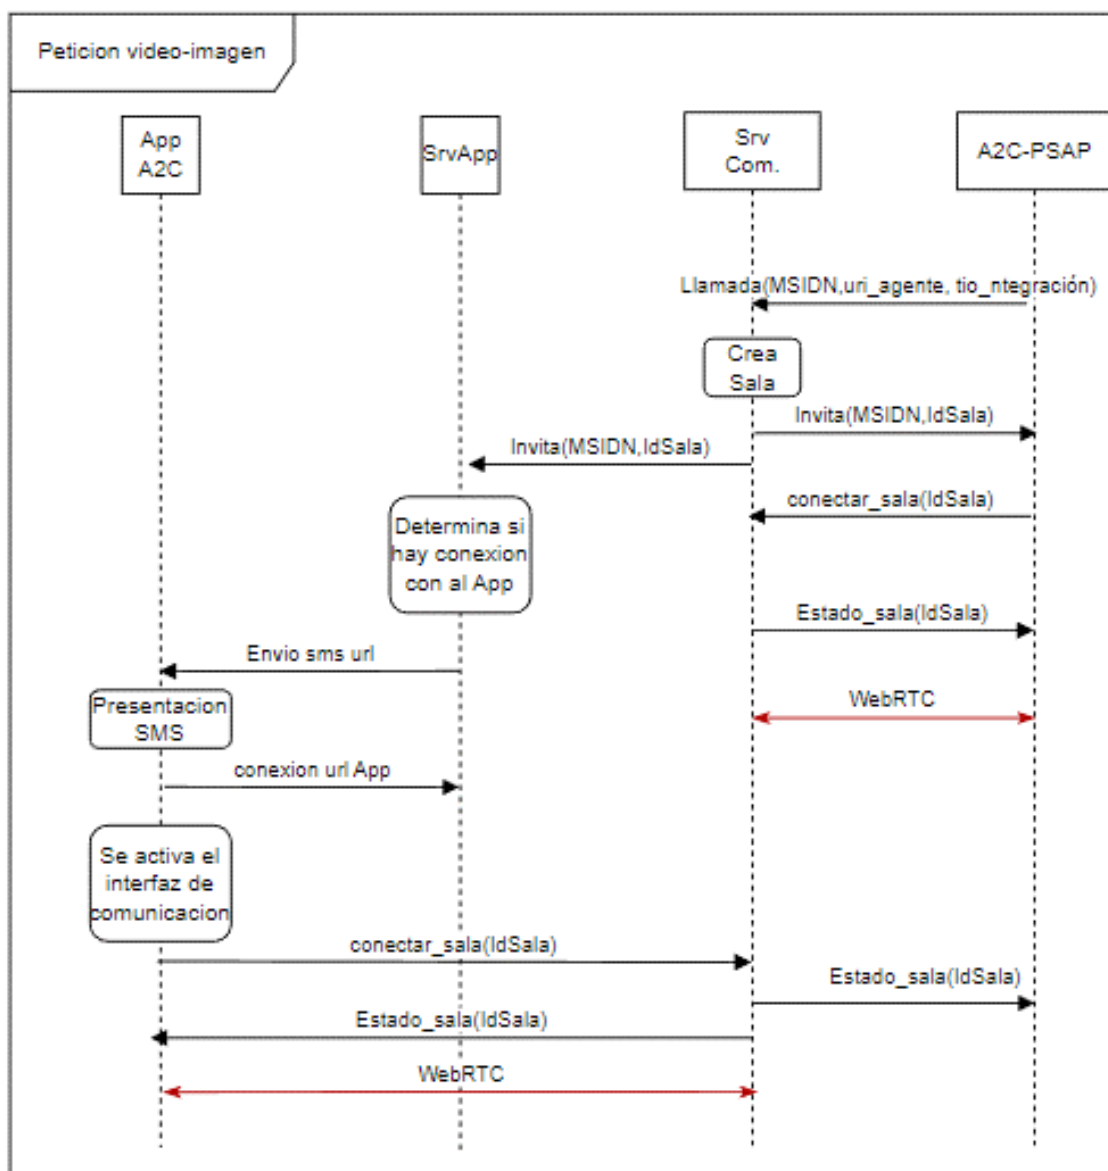 Peticion video-imagen
App
A2C
SrvApp
Srv
Com.
A2C-PSAP
Llamada(MSIDN,uri_agente, tio_ntegración)
Crea
Sala
Invita(MSIDN,IdSala)
Invita(MSIDN,IdSala)
conectar_sala(IdSala)
Determina si
hay conexion
con al App
Estado_sala(IdSala)
Envio sms url
Presentacion
SMS
WebRTC
conexion url App
Se activa el
interfaz de
comunicacion
conectar_sala(IdSala)
Estado_sala(IdSala)
Estado_sala(IdSala)
WebRTC